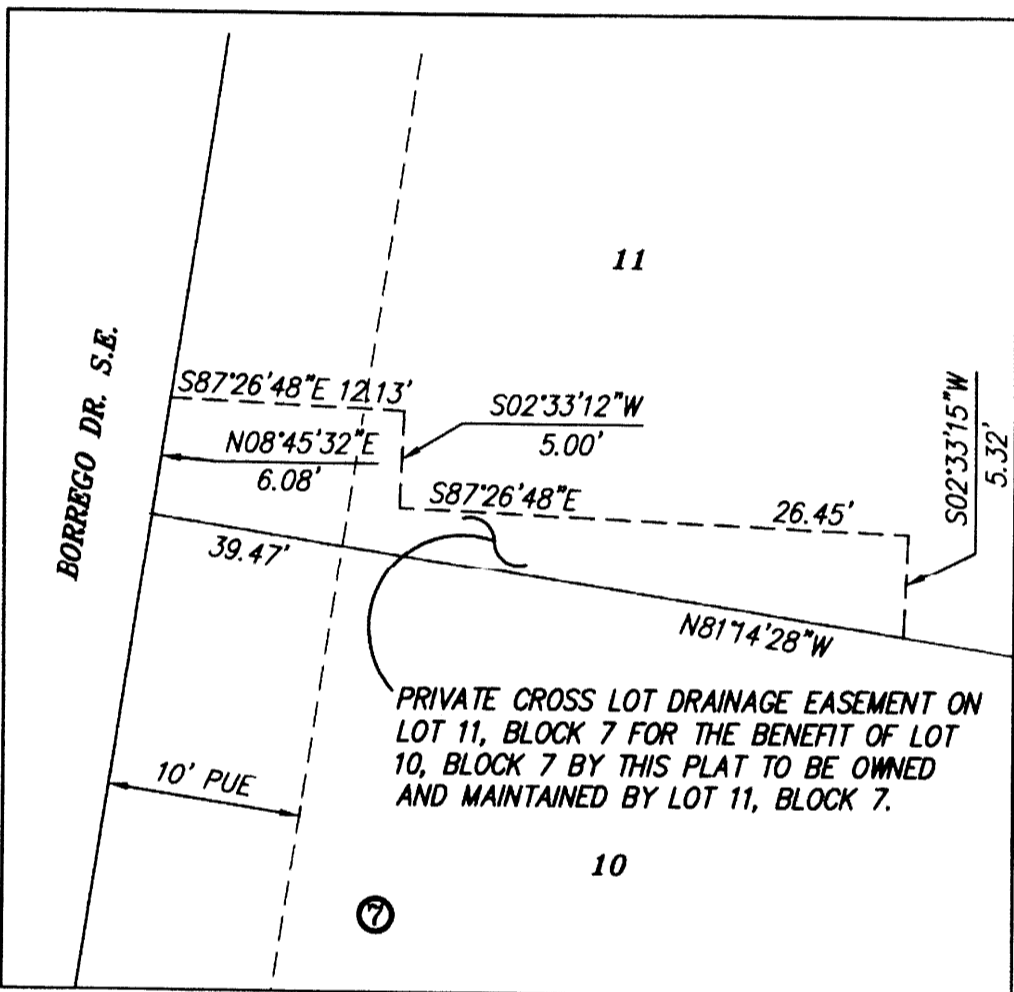 11
BORREGO DR. S.E.
S87°26'48"E 12.13'
S02°33'12"W
5.00'
S02°33'15"W
5.32'
N08°45'32"E
6.08'
S87°26'48"E 26.45'
39.47'
N81°14'28"W
PRIVATE CROSS LOT DRAINAGE EASEMENT ON
LOT 11, BLOCK 7 FOR THE BENEFIT OF LOT
10, BLOCK 7 BY THIS PLAT TO BE OWNED
AND MAINTAINED BY LOT 11, BLOCK 7.
10' PUE
10
7